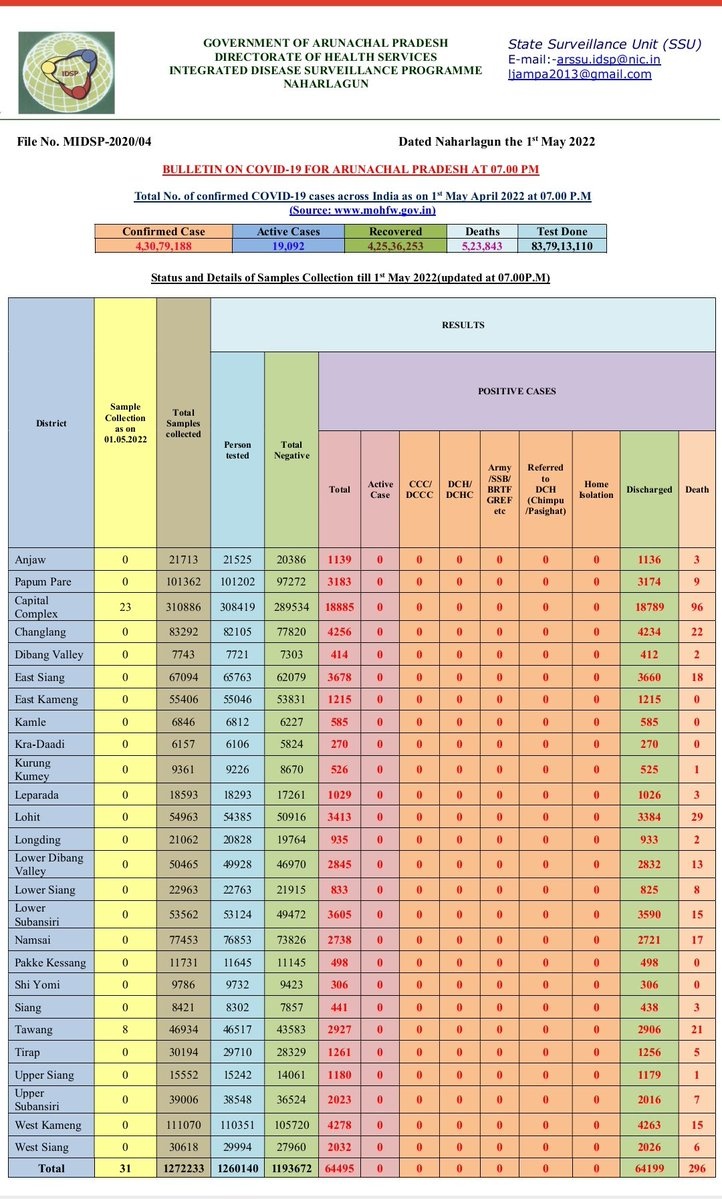 IDSP
GOVERNMENT OF ARUNACHAL PRADESH
DIRECTORATE OF HEALTH SERVICES
INTEGRATED DISEASE SURVEILLANCE PROGRAMME
NAHARLAGUN
State Surveillance Unit (SSU)
E-mail:-arssu.idsp@nic.in
ljampa2013@gmail.com
File No. MIDSP-2020/04 Dated Naharlagun the 1st May 2022
BULLETIN ON COVID-19 FOR ARUNACHAL PRADESH AT 07.00 PM
Total No. of confirmed COVID-19 cases across India as on 1st May April 2022 at 07.00 P.M
(Source: www.mohfw.gov.in)
Confirmed Case Active Cases Recovered Deaths Test Done
4,30,79,188 19,092 4,25,36,253 5,23,843 83,79,13,110
Status and Details of Samples Collection till 1st May 2022(updated at 07.00P.M)
District
Sample
Collection
as on
01.05.2022
Total
Samples
collected
RESULTS
Person
tested
Total
Negative
POSITIVE CASES
Total
Active
Case
CCC/
DCCC
DCH/
DCHC
Army
/SSB/
BRTF
GREF
etc
Referred
to
DCH
(Chimpu
/Pasighat)
Home
Isolation
Discharged
Death
Anjaw 0 21713 21525 20386 1139 0 0 0 0 0 0 1136 3
Papum Pare 0 101362 101202 97272 3183 0 0 0 0 0 0 3174 9
Capital
Complex 23 310886 308419 289534 18885 0 0 0 0 0 0 18789 96
Changlang 0 83292 82105 77820 4256 0 0 0 0 0 0 4234 22
Dibang Valley 0 7743 7721 7303 414 0 0 0 0 0 0 412 2
East Siang 0 67094 65763 62079 3678 0 0 0 0 0 0 3660 18
East Kameng 0 55406 55046 53831 1215 0 0 0 0 0 0 1215 0
Kamle 0 6846 6812 6227 585 0 0 0 0 0 0 585 0
Kra-Daadi 0 6157 6106 5824 270 0 0 0 0 0 0 270 0
Kurung
Kumey 0 9361 9226 8670 526 0 0 0 0 0 0 525 1
Leparada 0 18593 18293 17261 1029 0 0 0 0 0 0 1026 3
Lohit 0 54963 54385 50916 3413 0 0 0 0 0 0 3384 29
Longding 0 21062 20828 19764 935 0 0 0 0 0 0 933 2
Lower Dibang
Valley 0 50465 49928 46970 2845 0 0 0 0 0 0 2832 13
Lower Siang 0 22963 22763 21915 833 0 0 0 0 0 0 825 8
Lower
Subansiri 0 53562 53124 49472 3605 0 0 0 0 0 0 3590 15
Namsai 0 77453 76853 73826 2738 0 0 0 0 0 0 2721 17
Pakke Kessang 0 11731 11645 11145 498 0 0 0 0 0 0 498 0
Shi Yomi 0 9786 9732 9423 306 0 0 0 0 0 0 306 0
Siang 0 8421 8302 7857 441 0 0 0 0 0 0 438 3
Tawang 8 46934 46517 43583 2927 0 0 0 0 0 0 2906 21
Tirap 0 30194 29710 28329 1261 0 0 0 0 0 0 1256 5
Upper Siang 0 15552 15242 14061 1180 0 0 0 0 0 0 1179 1
Upper
Subansiri 0 39006 38548 36524 2023 0 0 0 0 0 0 2016 7
West Kameng 0 111070 110351 105720 4278 0 0 0 0 0 0 4263 15
West Siang 0 30618 29994 27960 2032 0 0 0 0 0 0 2026 6
Total 31 1272233 1260140 1193672 64495 0 0 0 0 0 0 64199 296